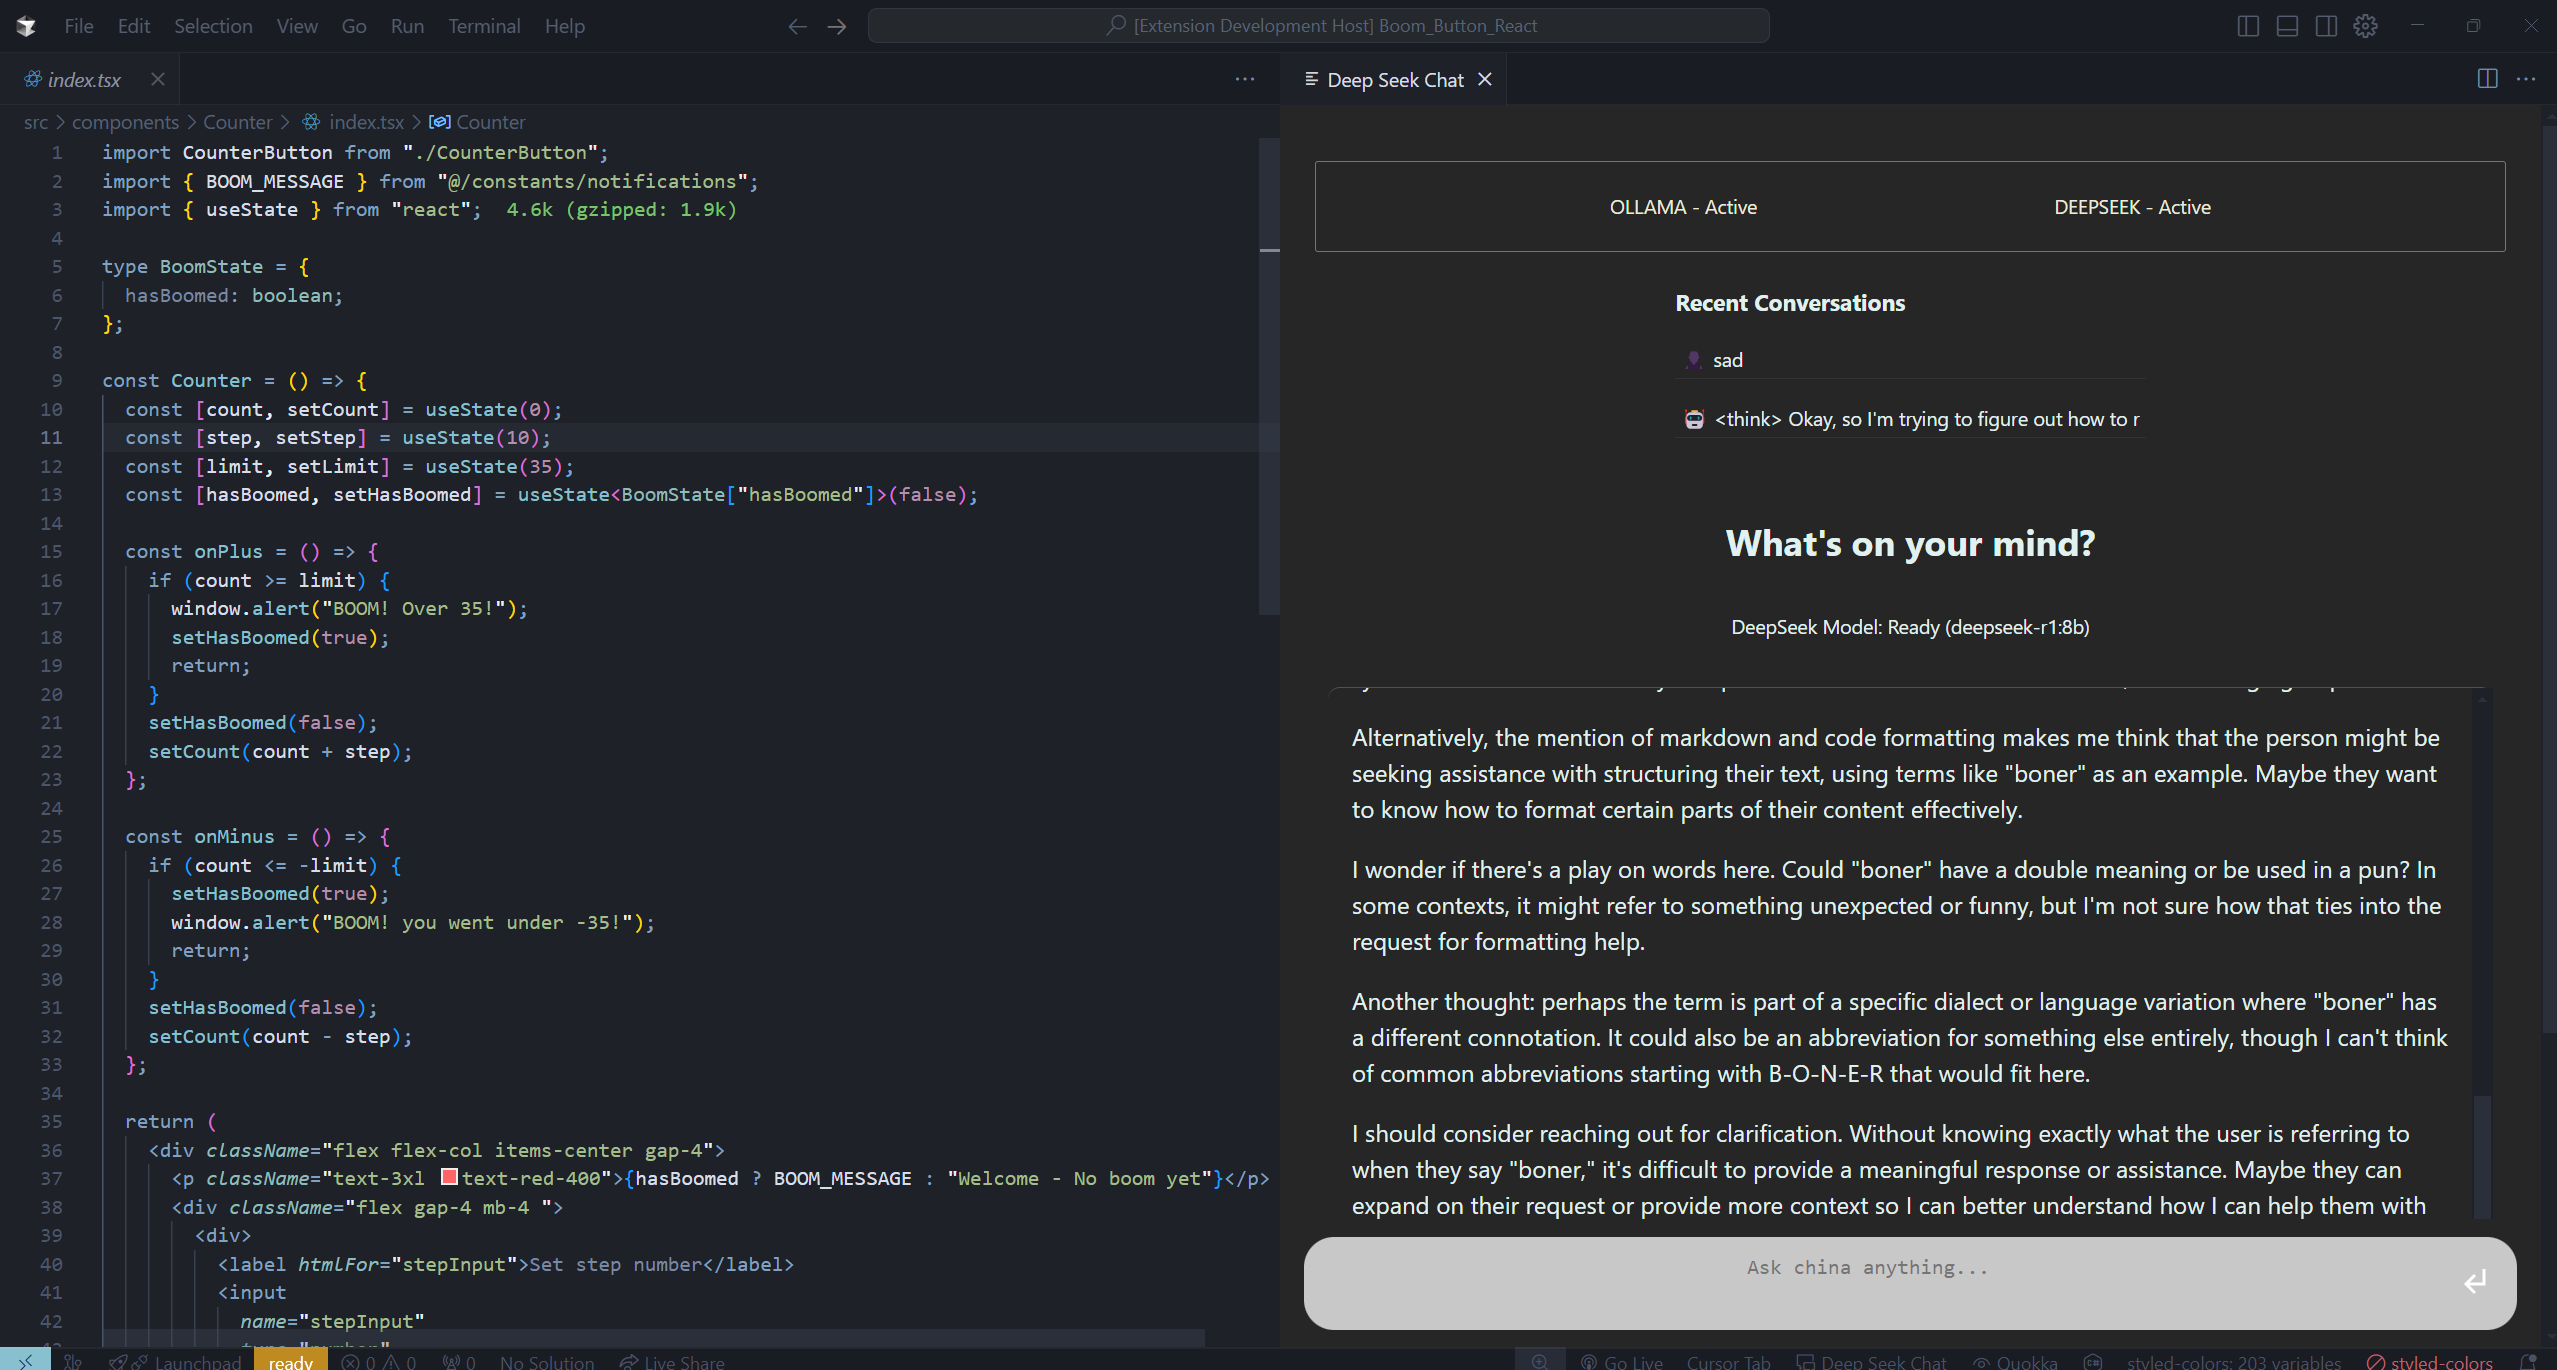 File Edit Selection View Go Run Terminal Help
[Extension Development Host] Boom_Button_React
index.tsx
src > components > Counter > index.tsx > Counter
1 import CounterButton from "./CounterButton";
2 import { BOOM_MESSAGE } from "@/constants/notifications";
3 import { useState } from "react"; 4.6k (gzipped: 1.9k)
4
5 type BoomState = {
6 hasBoomed: boolean;
7 };
8
9 const Counter = () => {
10 const [count, setCount] = useState(0);
11 const [step, setStep] = useState(10);
12 const [limit, setLimit] = useState(35);
13 const [hasBoomed, setHasBoomed] = useState<BoomState["hasBoomed"]>(false);
14
15 const onPlus = () => {
16 if (count >= limit) {
17 window.alert("BOOM! Over 35!");
18 setHasBoomed(true);
19 return;
20 }
21 setHasBoomed(false);
22 setCount(count + step);
23 };
24
25 const onMinus = () => {
26 if (count <= -limit) {
27 setHasBoomed(true);
28 window.alert("BOOM! you went under -35!");
29 return;
30 }
31 setHasBoomed(false);
32 setCount(count - step);
33 };
34
35 return (
36 <div className="flex flex-col items-center gap-4">
37 <p className="text-3xl text-red-400">{hasBoomed ? BOOM_MESSAGE : "Welcome - No boom yet"}</p>
38 <div className="flex gap-4 mb-4 ">
39 <div>
40 <label htmlFor="stepInput">Set step number</label>
41 <input
42 name="stepInput"
Deep Seek Chat
OLLAMA - Active DEEPSEEK - Active
Recent Conversations
sad
<think> Okay, so I'm trying to figure out how to r
What's on your mind?
DeepSeek Model: Ready (deepseek-r1:8b)
Alternatively, the mention of markdown and code formatting makes me think that the person might be
seeking assistance with structuring their text, using terms like "boner" as an example. Maybe they want
to know how to format certain parts of their content effectively.
I wonder if there's a play on words here. Could "boner" have a double meaning or be used in a pun? In
some contexts, it might refer to something unexpected or funny, but I'm not sure how that ties into the
request for formatting help.
Another thought: perhaps the term is part of a specific dialect or language variation where "boner" has
a different connotation. It could also be an abbreviation for something else entirely, though I can't think
of common abbreviations starting with B-O-N-E-R that would fit here.
I should consider reaching out for clarification. Without knowing exactly what the user is referring to
when they say "boner," it's difficult to provide a meaningful response or assistance. Maybe they can
expand on their request or provide more context so I can better understand how I can help them with
Ask china anything...
Launchpad ready 0 0 0 No Solution Live Share Go Live Cursor Tab Deep Seek Chat Quokka styled-colors: 203 variables styled-colors